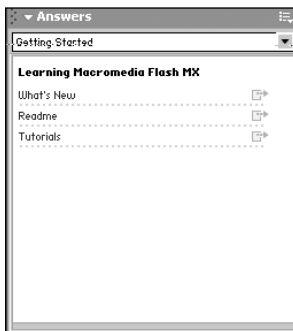 Answers
Getting Started
Learning Macromedia Flash MX
What's New
Readme
Tutorials